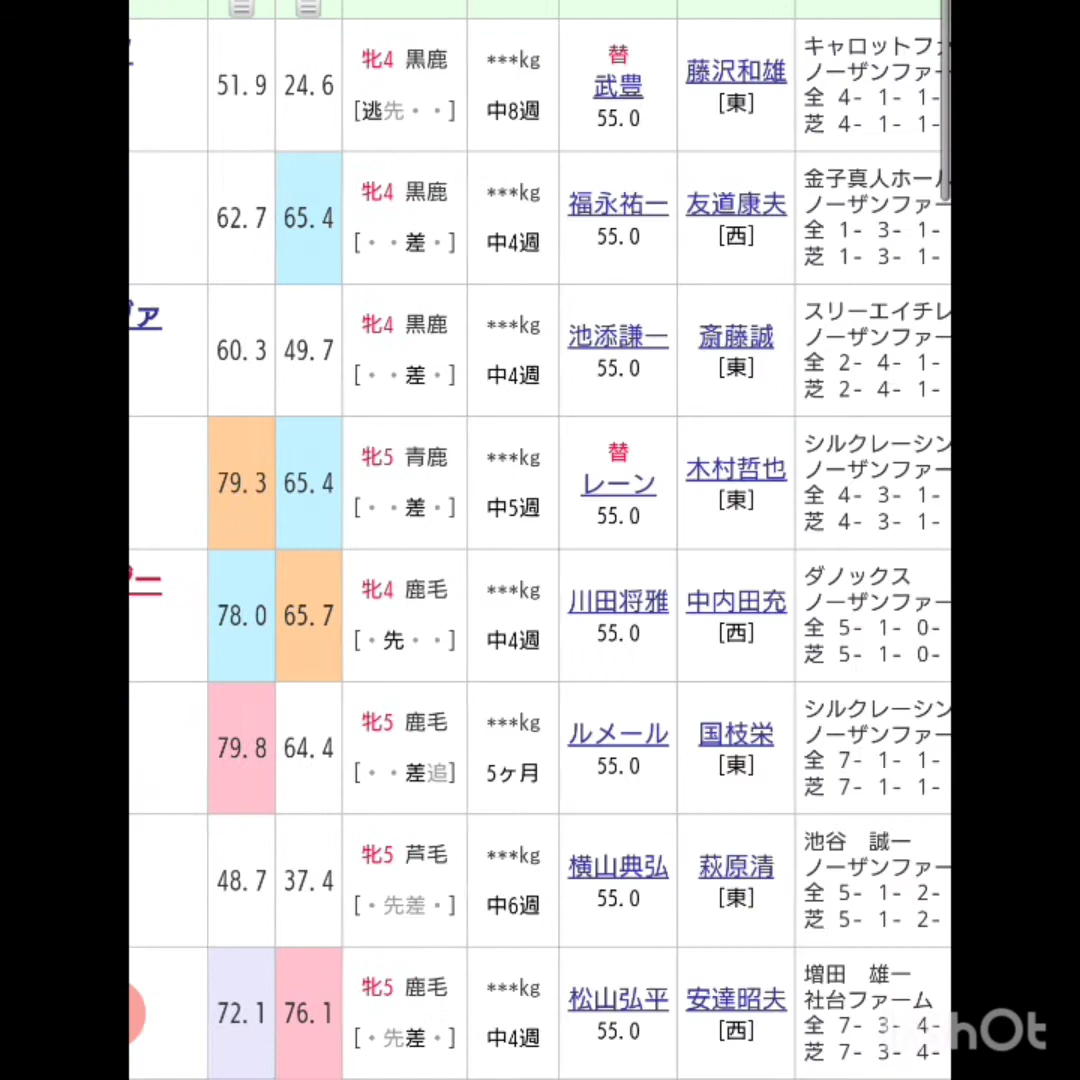 51.9 24.6 牝4 黒鹿 [逃先・・] ***kg 中8週 替 武豊 55.0 藤沢和雄 [東] キャロットフ
ノーザンファー
全 4- 1- 1-
芝 4- 1- 1-
62.7 65.4 牝4 黒鹿 [・・差・] ***kg 中4週 福永祐一 55.0 友道康夫 [西] 金子真人ホール
ノーザンファー
全 1- 3- 1-
芝 1- 3- 1-
ヴァ 60.3 49.7 牝4 黒鹿 [・・差・] ***kg 中4週 池添謙一 55.0 斎藤誠 [東] スリーエイチレ
ノーザンファー
全 2- 4- 1-
芝 2- 4- 1-
79.3 65.4 牝5 青鹿 [・・差・] ***kg 中5週 替 レーン 55.0 木村哲也 [東] シルクレーシン
ノーザンファー
全 4- 3- 1-
芝 4- 3- 1-
78.0 65.7 牝4 鹿毛 [・先・・] ***kg 中4週 川田将雅 55.0 中内田充 [西] ダノックス
ノーザンファー
全 5- 1- 0-
芝 5- 1- 0-
79.8 64.4 牝5 鹿毛 [・・差追] ***kg 5ヶ月 ルメール 55.0 国枝栄 [東] シルクレーシン
ノーザンファー
全 7- 1- 1-
芝 7- 1- 1-
48.7 37.4 牝5 芦毛 [・先差・] ***kg 中6週 横山典弘 55.0 萩原清 [東] 池谷 誠一
ノーザンファー
全 5- 1- 2-
芝 5- 1- 2-
72.1 76.1 牝5 鹿毛 [・先差・] ***kg 中4週 松山弘平 55.0 安達昭夫 [西] 増田 雄一
社台ファーム
全 7- 3- 4-
芝 7- 3- 4-